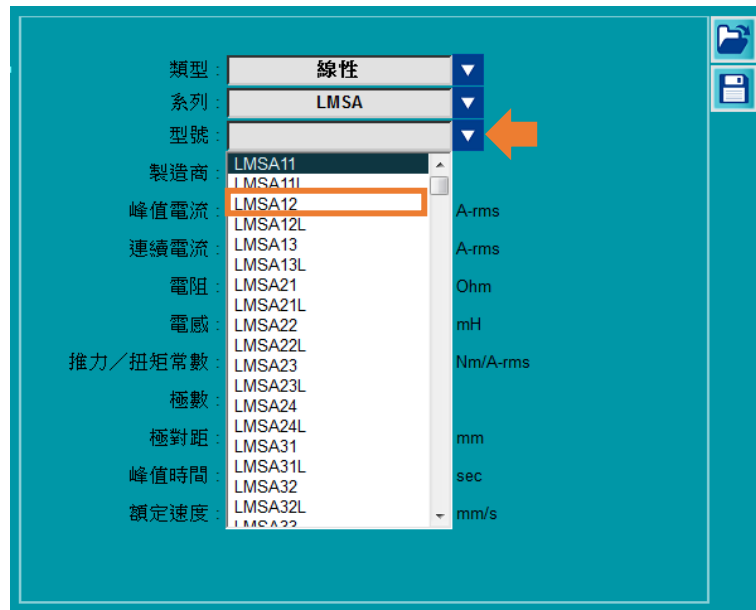 類型 : 線性
系列 : LMSA
型號 :
製造商 :
峰值電流 : A-rms
連續電流 : A-rms
電阻 : Ohm
電感 : mH
推力／扭矩常數 : Nm/A-rms
極數 :
極對距 : mm
峰值時間 : sec
額定速度 : mm/s
LMSA11
LMSA11L
LMSA12
LMSA12L
LMSA13
LMSA13L
LMSA21
LMSA21L
LMSA22
LMSA22L
LMSA23
LMSA23L
LMSA24
LMSA24L
LMSA31
LMSA31L
LMSA32
LMSA32L
LMSA33